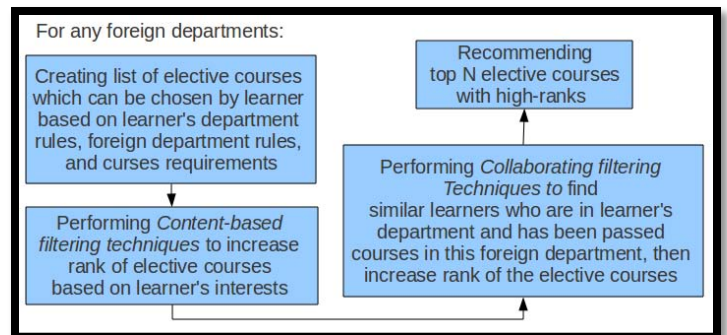 For any foreign departments:
Creating list of elective courses
which can be chosen by learner
based on learner's department
rules, foreign department rules,
and curses requirements
Performing Content-based
filtering techniques to increase
rank of elective courses
based on learner's interests
Performing Collaborating filtering
Techniques to find
similar learners who are in learner's
department and has been passed
courses in this foreign department, then
increase rank of the elective courses
Recommending
top N elective courses
with high-ranks